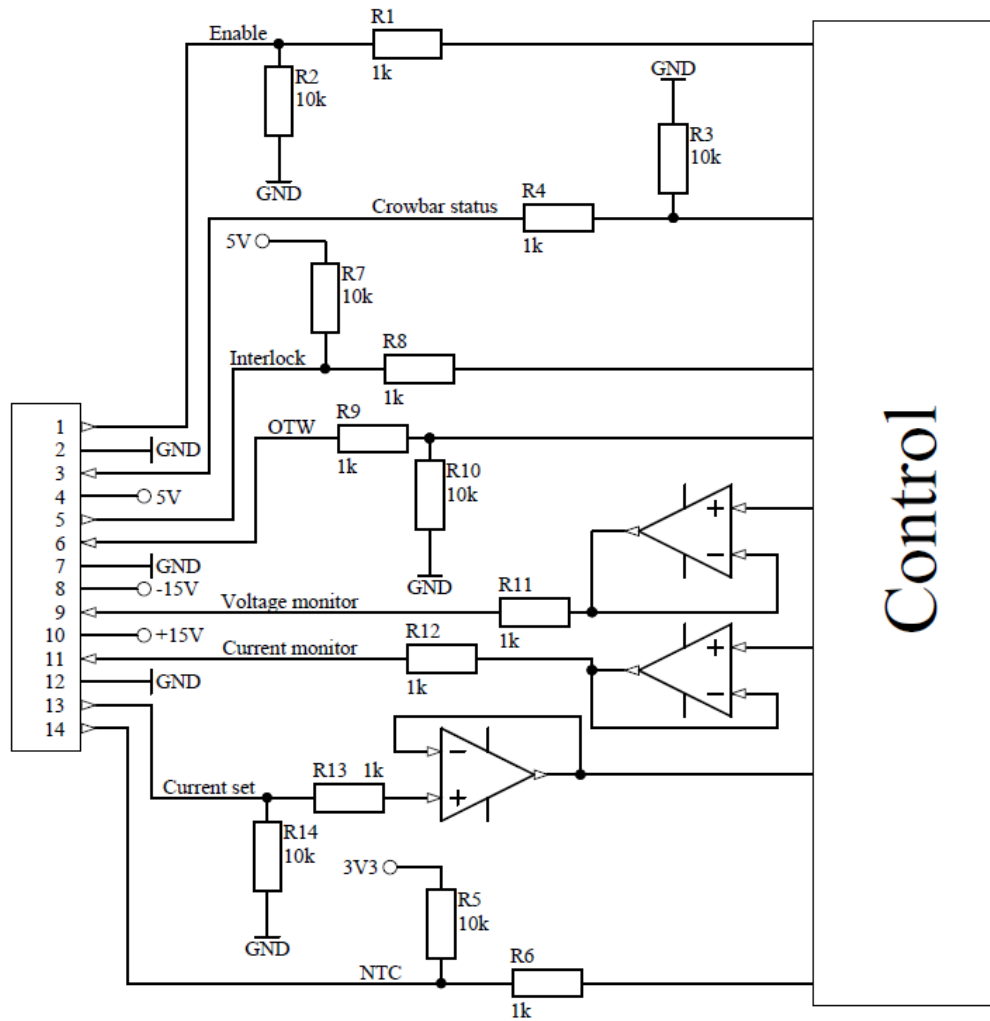 R1
Enable
1k
R2
10k
GND
GND
R3
10k
R4
Crowbar status
1k
5V
R7
10k
R8
Interlock
1k
R9
OTW
1k
R10
10k
GND
1
2
GND
3
4
5V
5
6
7
GND
8
-15V
9
10
+15V
11
12
GND
13
14
+
−
R11
Voltage monitor
1k
R12
Current monitor
1k
+
−
−
+
R13 1k
Current set
R14
10k
GND
3V3
R5
10k
R6
NTC
1k
Control